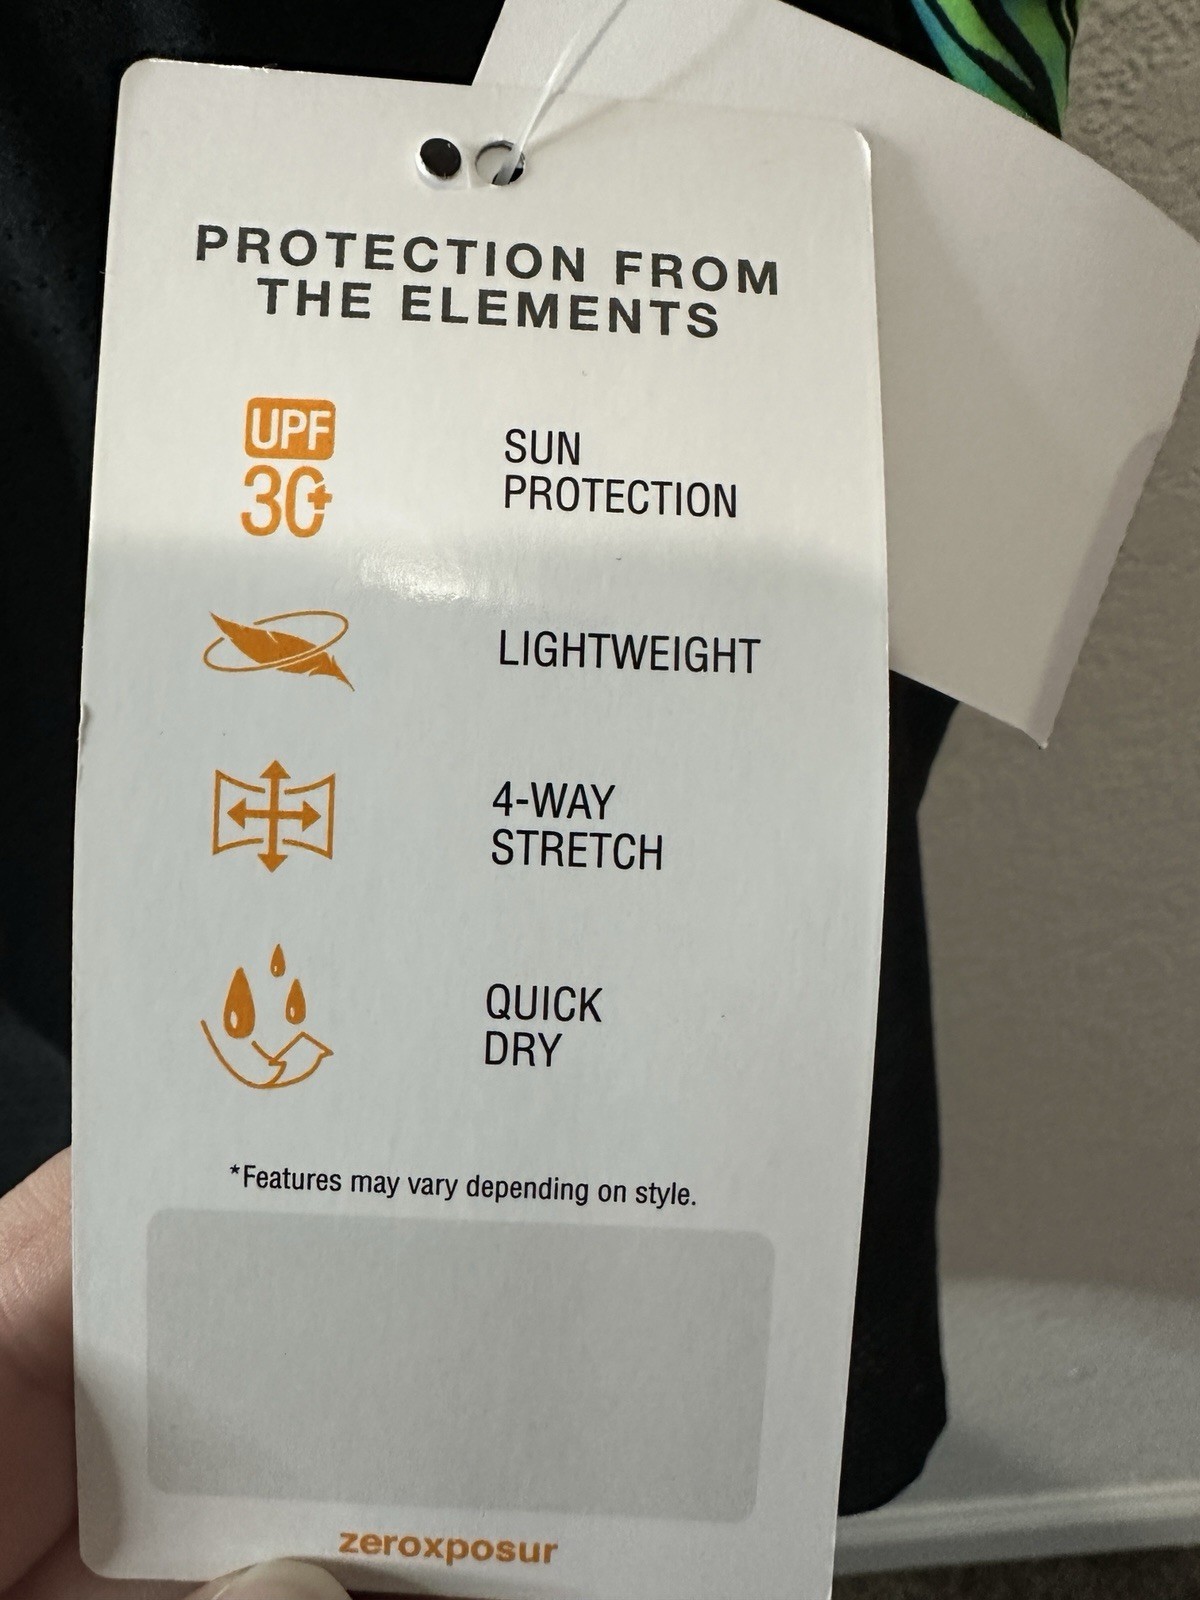 PROTECTION FROM
THE ELEMENTS
UPF
30+
SUN
PROTECTION
LIGHTWEIGHT
4-WAY
STRETCH
QUICK
DRY
*Features may vary depending on style.
zeroxposur